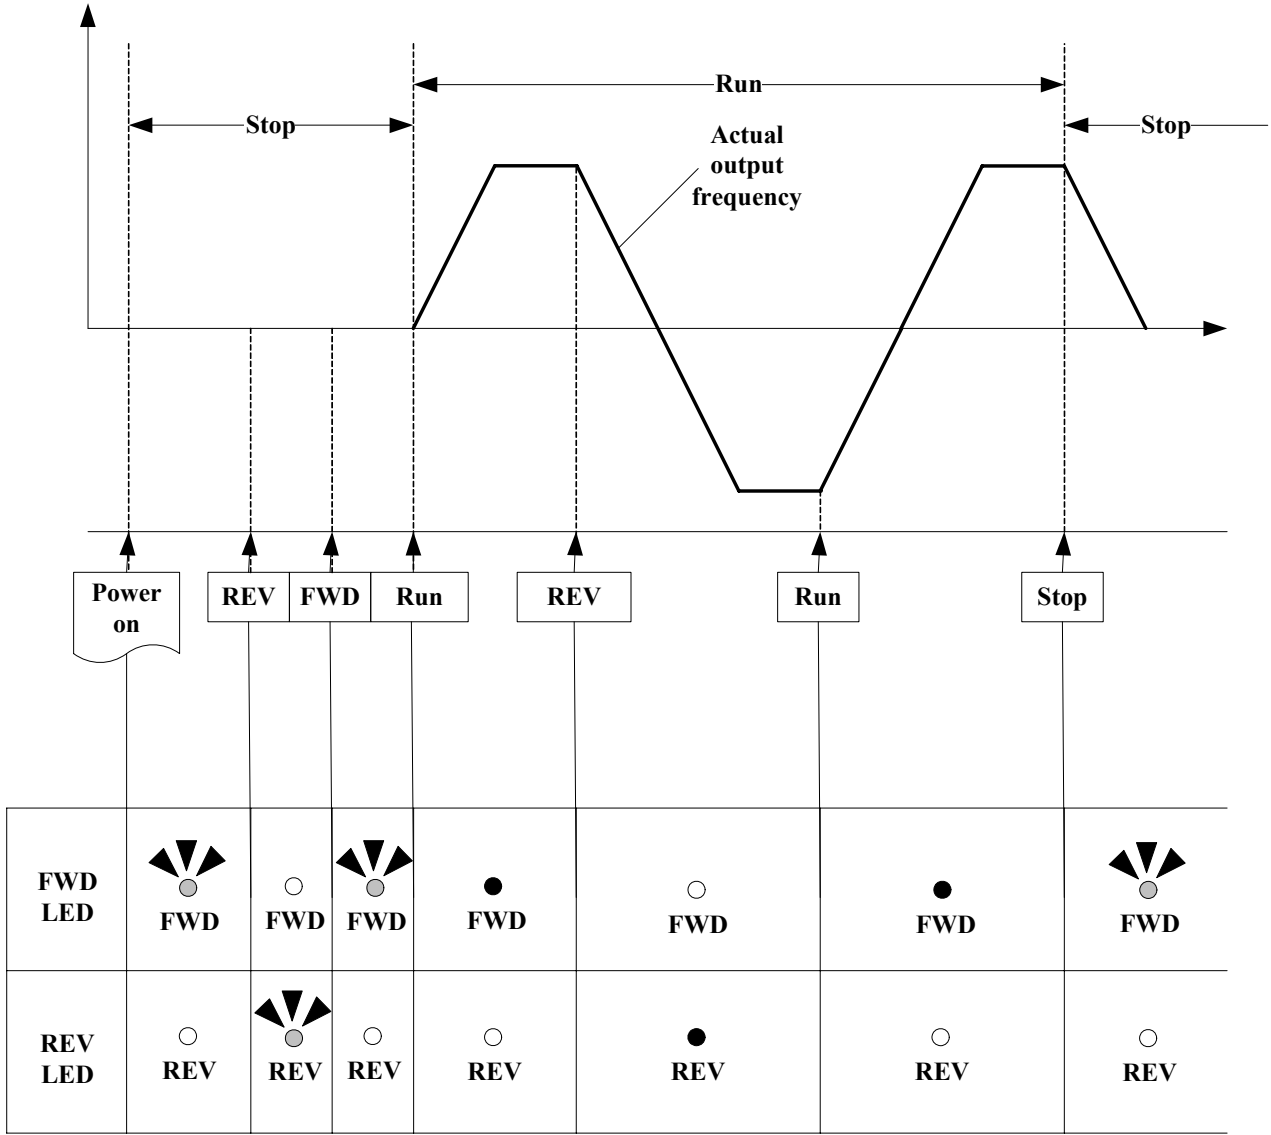 Run
Stop
Stop
Actual
output
frequency
Power
on
REV
FWD
Run
REV
Run
Stop
FWD
LED
FWD
FWD
FWD
FWD
FWD
FWD
FWD
REV
LED
REV
REV
REV
REV
REV
REV
REV